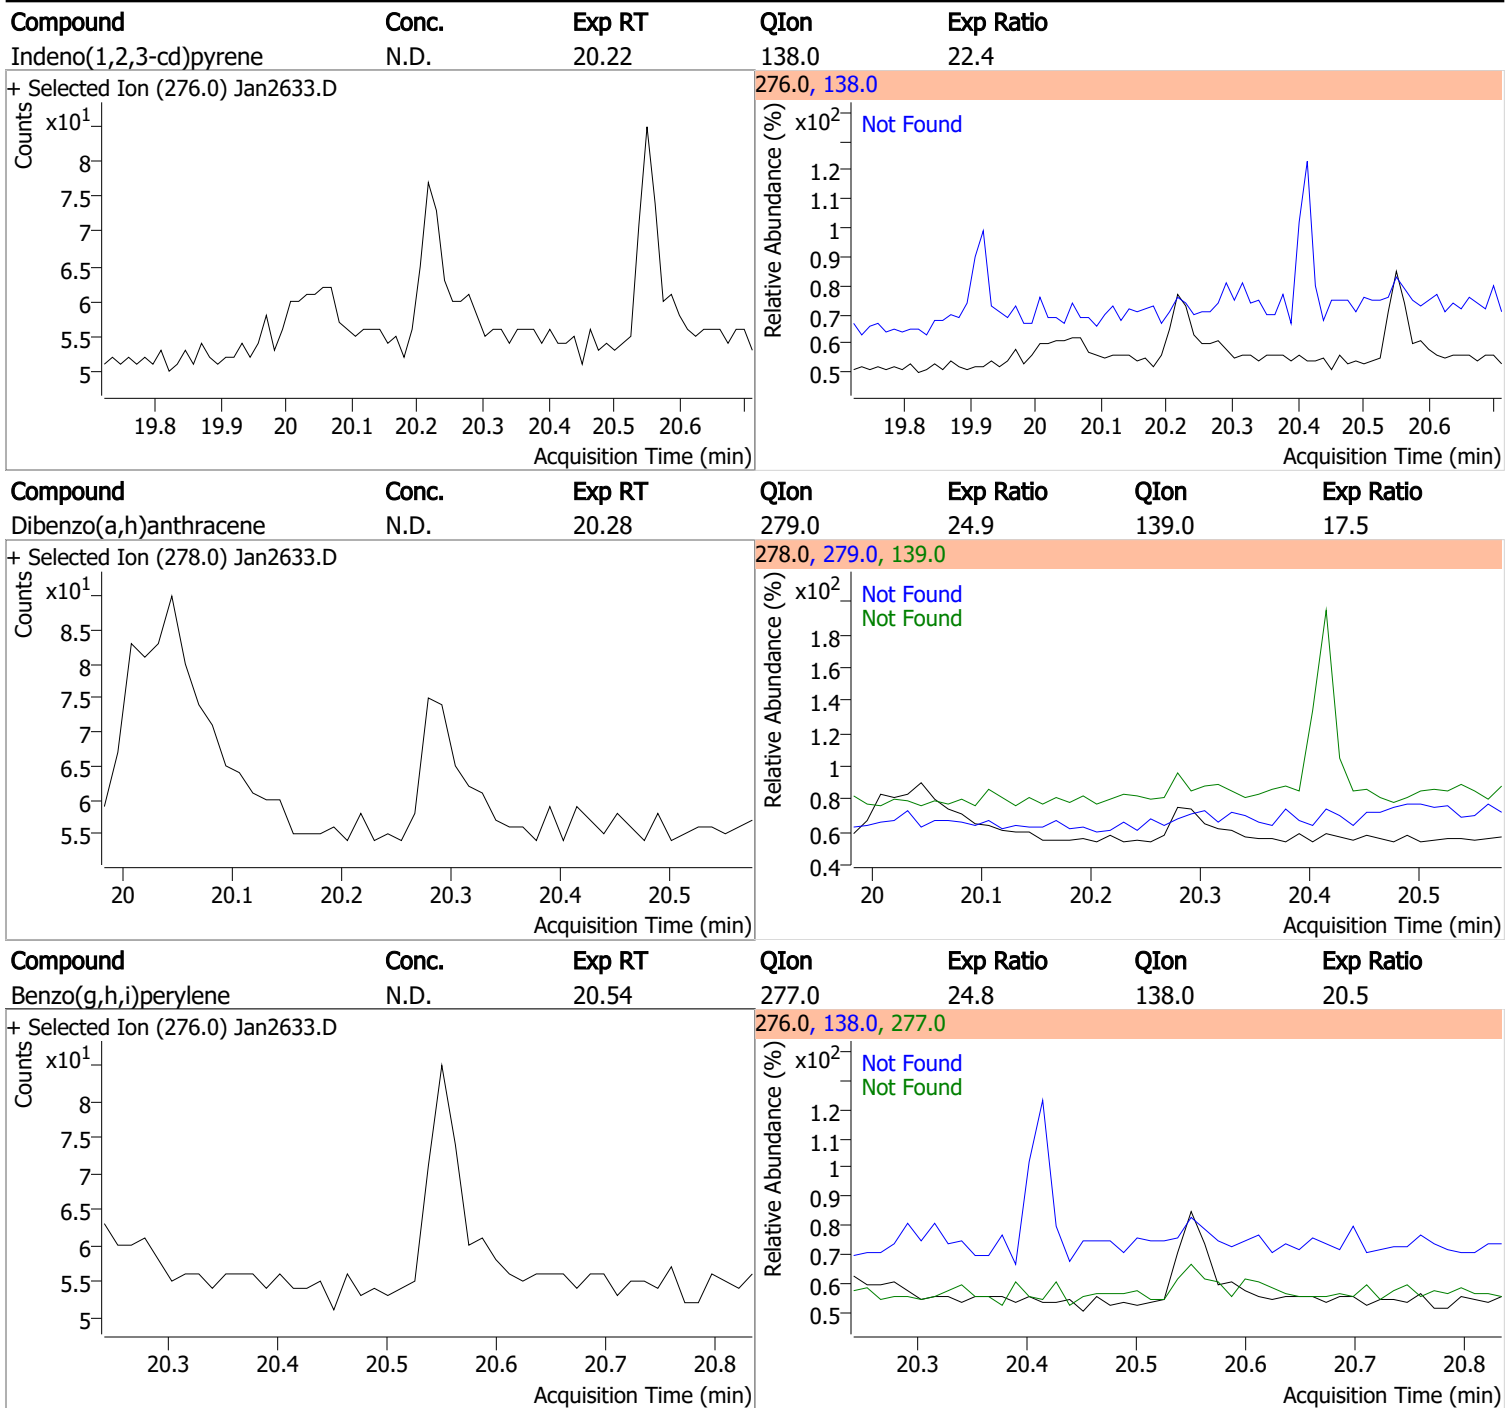 Compound Conc. Exp RT QIon Exp Ratio
Indeno(1,2,3-cd)pyrene N.D. 20.22 138.0 22.4
+ Selected Ion (276.0) Jan2633.D
Counts
x10^1
8
7.5
7
6.5
6
5.5
5
19.8 19.9 20 20.1 20.2 20.3 20.4 20.5 20.6
Acquisition Time (min)
276.0, 138.0
Relative Abundance (%)
x10^2
Not Found
1.2
1.1
1
0.9
0.8
0.7
0.6
0.5
19.8 19.9 20 20.1 20.2 20.3 20.4 20.5 20.6
Acquisition Time (min)
Compound Conc. Exp RT QIon Exp Ratio QIon Exp Ratio
Dibenzo(a,h)anthracene N.D. 20.28 279.0 24.9 139.0 17.5
+ Selected Ion (278.0) Jan2633.D
Counts
x10^1
8.5
8
7.5
7
6.5
6
5.5
20 20.1 20.2 20.3 20.4 20.5
Acquisition Time (min)
278.0, 279.0, 139.0
Relative Abundance (%)
x10^2
Not Found
Not Found
1.8
1.6
1.4
1.2
1
0.8
0.6
0.4
20 20.1 20.2 20.3 20.4 20.5
Acquisition Time (min)
Compound Conc. Exp RT QIon Exp Ratio QIon Exp Ratio
Benzo(g,h,i)perylene N.D. 20.54 277.0 24.8 138.0 20.5
+ Selected Ion (276.0) Jan2633.D
Counts
x10^1
8
7.5
7
6.5
6
5.5
5
20.3 20.4 20.5 20.6 20.7 20.8
Acquisition Time (min)
276.0, 138.0, 277.0
Relative Abundance (%)
x10^2
Not Found
Not Found
1.2
1.1
1
0.9
0.8
0.7
0.6
0.5
20.3 20.4 20.5 20.6 20.7 20.8
Acquisition Time (min)